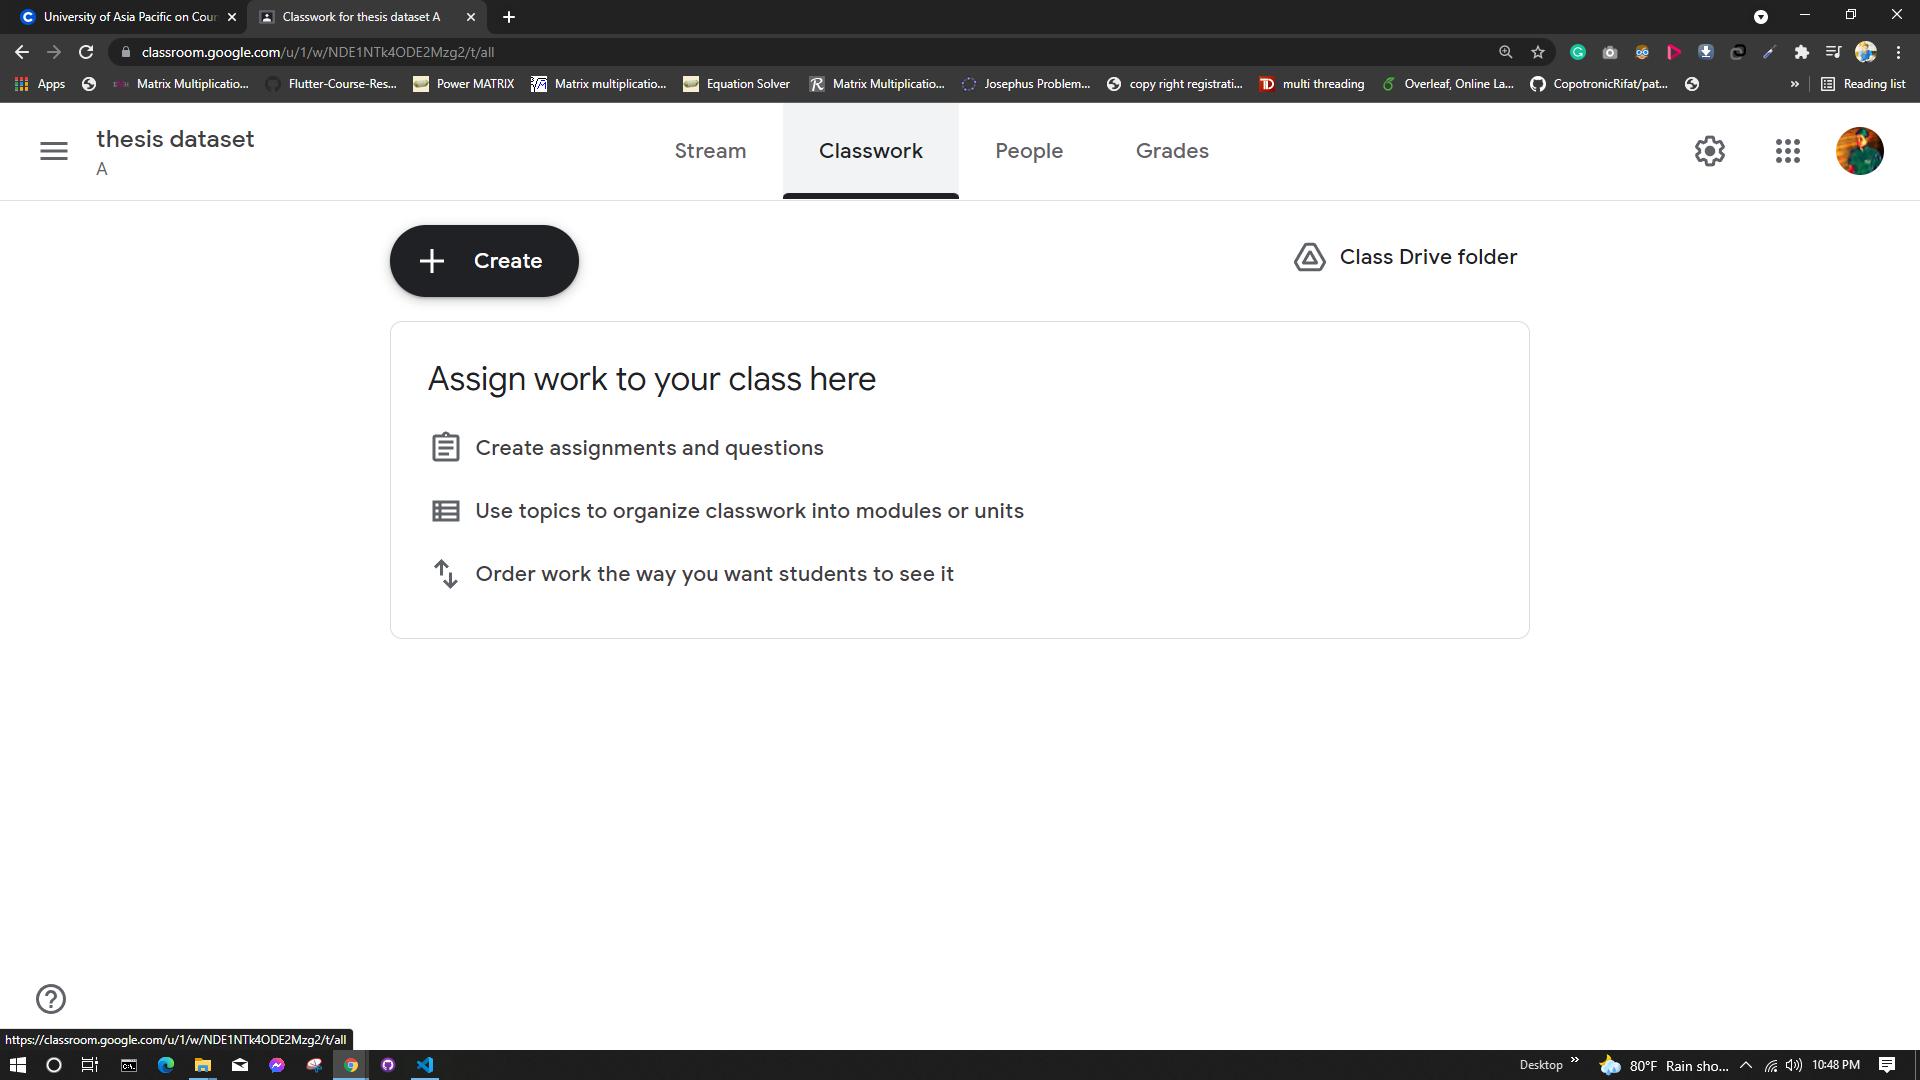 University of Asia Pacific on Cour
Classwork for thesis dataset A
classroom.google.com/u/1/w/NDE1NTk4ODE2Mzg2/t/all
Apps
Matrix Multiplicatio...
Flutter-Course-Res...
Power MATRIX
Matrix multiplicatio...
Equation Solver
Matrix Multiplicatio...
Josephus Problem...
copy right registrati...
multi threading
Overleaf, Online La...
CopotronicRifat/pat...
Reading list
thesis dataset
A
Stream
Classwork
People
Grades
Create
Class Drive folder
Assign work to your class here
Create assignments and questions
Use topics to organize classwork into modules or units
Order work the way you want students to see it
https://classroom.google.com/u/1/w/NDE1NTk4ODE2Mzg2/t/all
Desktop
80°F Rain sho...
10:48 PM